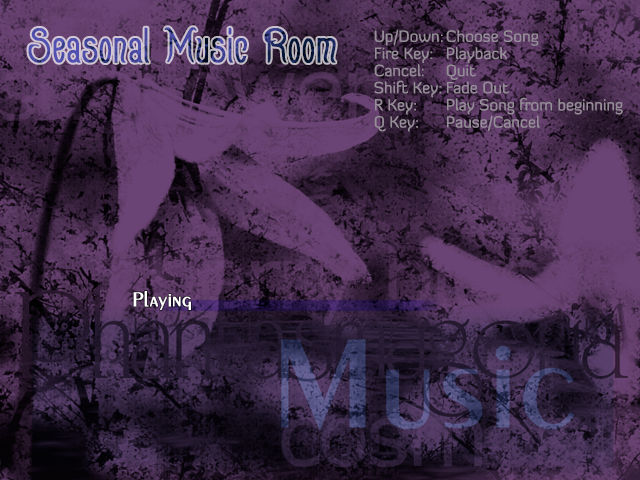 Seasonal Music Room
Up/Down: Choose Song
Fire Key: Playback
Cancel: Quit
Shift Key: Fade Out
R Key: Play Song from beginning
Q Key: Pause/Cancel
Playing
Music